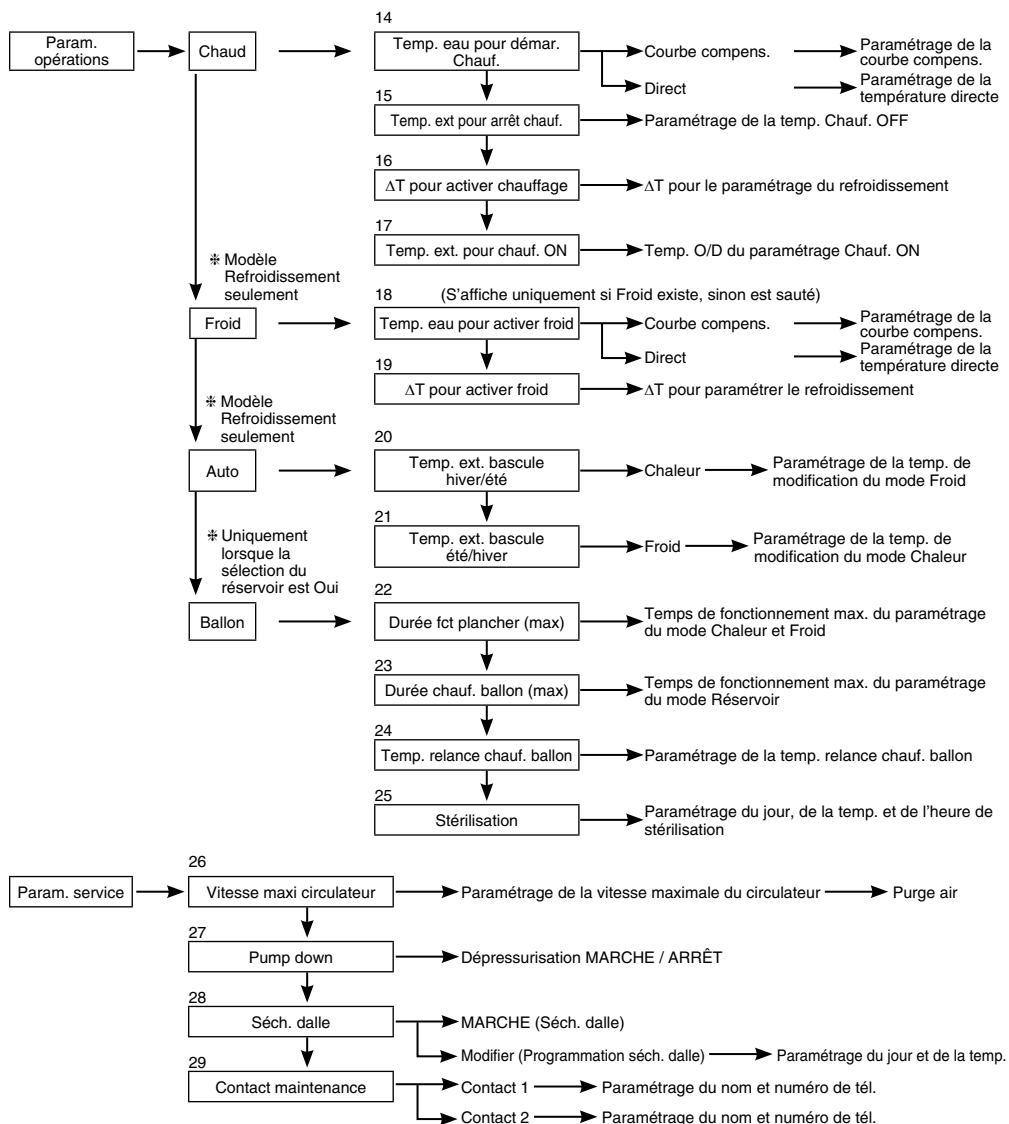 14
Param.
opérations
Chaud
Temp. eau pour démar.
Chauf.
Courbe compens.
Paramétrage de la
courbe compens.
Direct
Paramétrage de la
température directe
15
Temp. ext pour arrêt chauf.
Paramétrage de la temp. Chauf. OFF
16
ΔT pour activer chauffage
ΔT pour le paramétrage du refroidissement
17
Temp. ext. pour chauf. ON
Temp. O/D du paramétrage Chauf. ON
❉ Modèle
Refroidissement
seulement
18
(S'affiche uniquement si Froid existe, sinon est sauté)
Froid
Temp. eau pour activer froid
Courbe compens.
Paramétrage de la
courbe compens.
Direct
Paramétrage de la
température directe
19
ΔT pour activer froid
ΔT pour paramétrer le refroidissement
❉ Modèle
Refroidissement
seulement
20
Auto
Temp. ext. bascule
hiver/été
Chaleur
Paramétrage de la temp. de
modification du mode Froid
21
Temp. ext. bascule
été/hiver
Froid
Paramétrage de la temp. de
modification du mode Chaleur
❉ Uniquement
lorsque la
sélection du
réservoir est Oui
22
Ballon
Durée fct plancher (max)
Temps de fonctionnement max. du paramétrage
du mode Chaleur et Froid
23
Durée chauf. ballon (max)
Temps de fonctionnement max. du paramétrage
du mode Réservoir
24
Temp. relance chauf. ballon
Paramétrage de la temp. relance chauf. ballon
25
Stérilisation
Paramétrage du jour, de la temp. et de l'heure de
stérilisation
26
Param. service
Vitesse maxi circulateur
Paramétrage de la vitesse maximale du circulateur
Purge air
27
Pump down
Dépressurisation MARCHE / ARRÊT
28
Séch. dalle
MARCHE (Séch. dalle)
Modifier (Programmation séch. dalle)
Paramétrage du jour et de la temp.
29
Contact maintenance
Contact 1
Paramétrage du nom et numéro de tél.
Contact 2
Paramétrage du nom et numéro de tél.